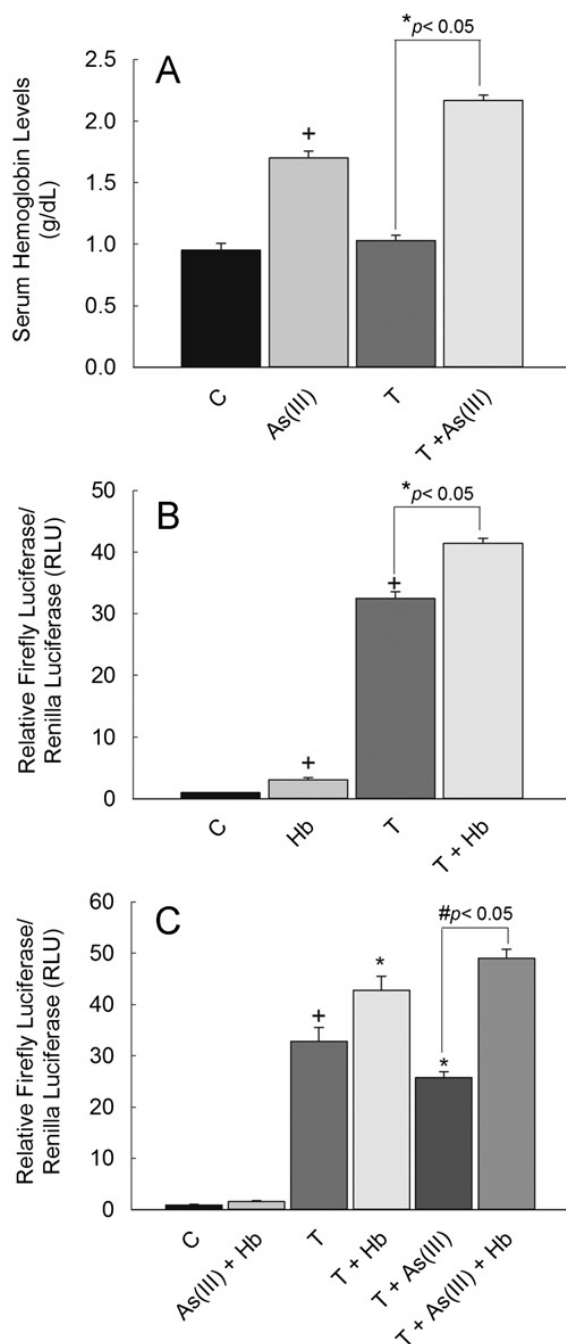 A
*p< 0.05
Serum Hemoglobin Levels
(g/dL)
2.5
2.0
1.5
1.0
0.5
0.0
+
C
As(III)
T
T +As(III)
B
*p< 0.05
Relative Firefly Luciferase/
Renilla Luciferase (RLU)
50
40
30
20
10
0
+
+
C
Hb
T
T + Hb
C
#p< 0.05
Relative Firefly Luciferase/
Renilla Luciferase (RLU)
60
50
40
30
20
10
0
+
*
*
C
As(III) + Hb
T
T + Hb
T + As(III)
T + As(III) + Hb